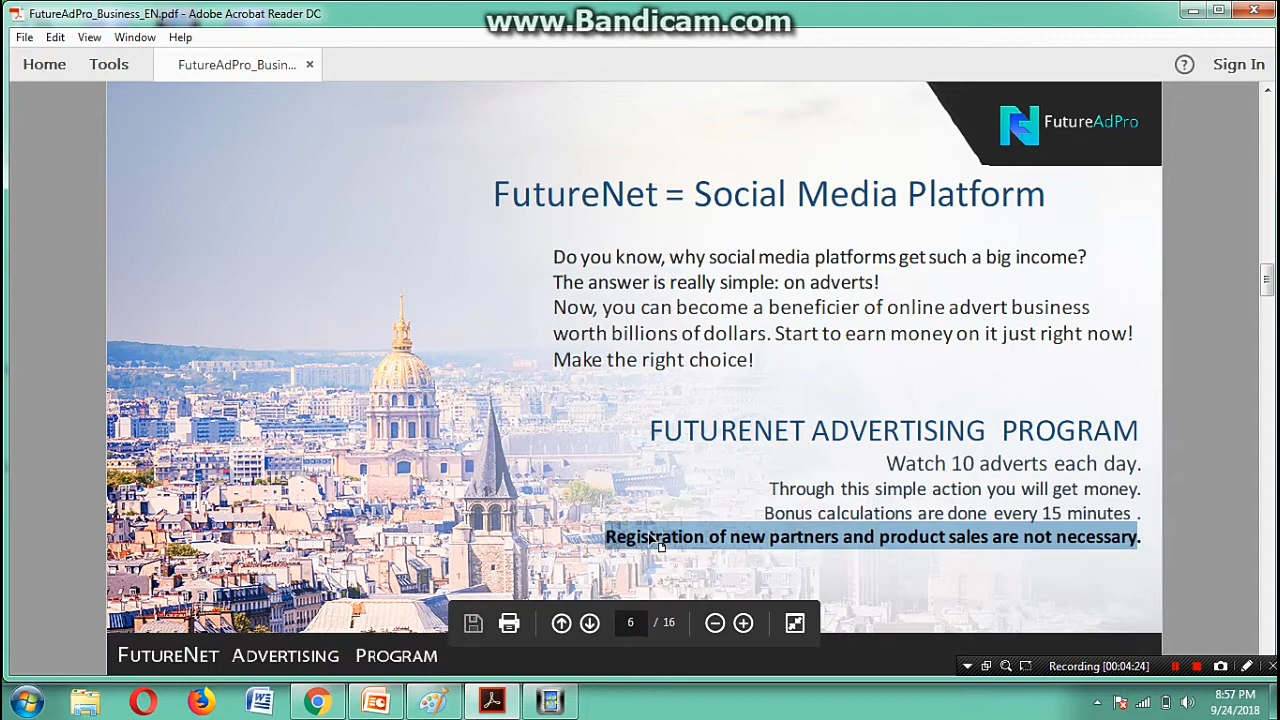 FutureAdPro_Business_EN.pdf - Adobe Acrobat Reader DC
www.Bandicam.com
File Edit View Window Help
Home Tools FutureAdPro_Busin... × ? Sign In
FutureAdPro
FutureNet = Social Media Platform
Do you know, why social media platforms get such a big income?
The answer is really simple: on adverts!
Now, you can become a beneficier of online advert business
worth billions of dollars. Start to earn money on it just right now!
Make the right choice!
FUTURENET ADVERTISING PROGRAM
Watch 10 adverts each day.
Through this simple action you will get money.
Bonus calculations are done every 15 minutes .
Registration of new partners and product sales are not necessary.
6 / 16
FUTURENET ADVERTISING PROGRAM
Recording [00:04:24]
8:57 PM
9/24/2018